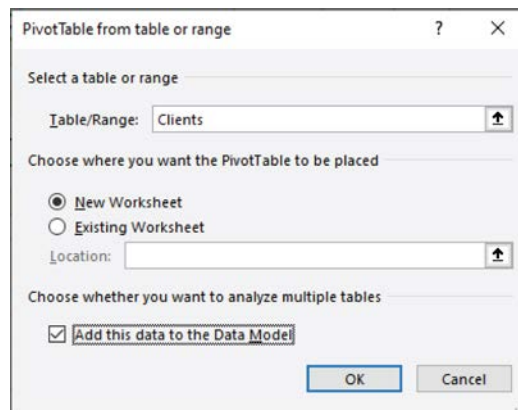 PivotTable from table or range ? ×
Select a table or range
Table/Range: Clients
Choose where you want the PivotTable to be placed
New Worksheet
Existing Worksheet
Location:
Choose whether you want to analyze multiple tables
Add this data to the Data Model
OK Cancel